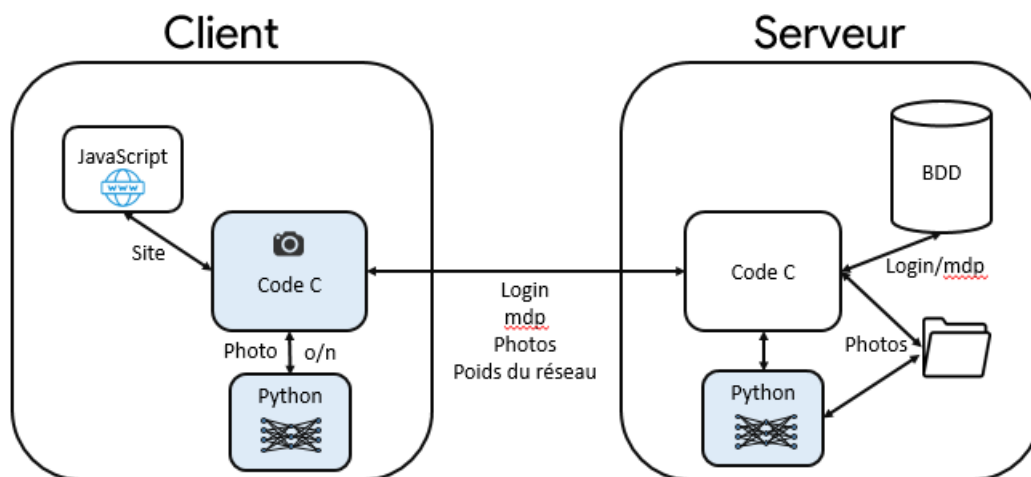 Client
Serveur
JavaScript
www
Site
Code C
Photo
o/n
Python
Login
mdp
Photos
Poids du réseau
BDD
Code C
Login/mdp
Photos
Python